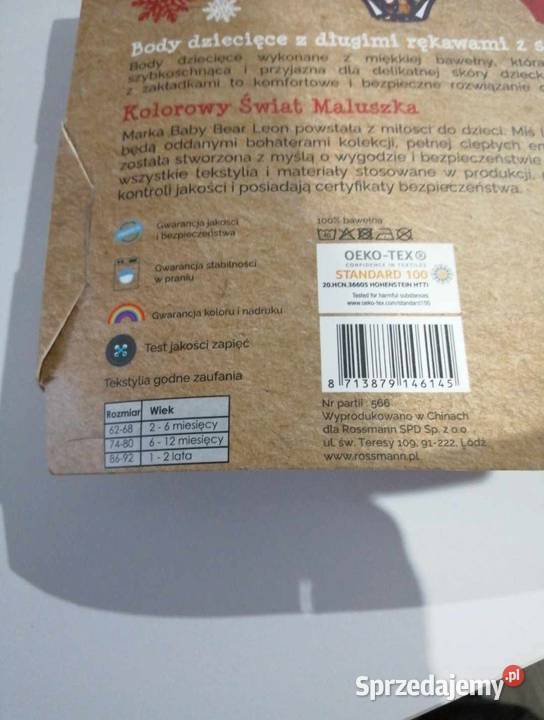 Body dziecięce z długimi rękawami z
Body dziecięce wykonane z miękkiej bawełny, która
szybkoschnąca i przyjazna dla delikatnej skóry
z zakładkami to komfortowe i bezpieczne rozwiązanie
Kolorowy Świat Maluszka
Marka Baby Bear Leon powstała z miłości do dzieci. Miś
będą oddanymi bohaterami kolekcji, pełnej ciepłych
została stworzona z myślą o wygodzie i bezpieczeństwie
wszystkie tekstylia i materiały stosowane w produkcji,
kontroli jakości i posiadają certyfikaty bezpieczeństwa.
Gwarancja jakości
i bezpieczeństwa
Gwarancja stabilności
w praniu
Gwarancja koloru i nadruku
Test jakości zapięć
Tekstylia godne zaufania
Rozmiar Wiek
62-68 2 - 6 miesięcy
74-80 6 - 12 miesięcy
86-92 1 - 2 lata
100% bawełna
40
OEKO-TEX®
CONFIDENCE IN TEXTILES
STANDARD 100
20.HCN.36605 HOHENSTEIN HTTI
Tested for harmful substances.
www.oeko-tex.com/standard100
8 713879 146145
Nr partii : 566
Wyprodukowano w Chinach
dla Rossmann SPD Sp. z o.o
ul. św. Teresy 109, 91-222, Łódź
www.rossmann.pl
Sprzedajemy.pl